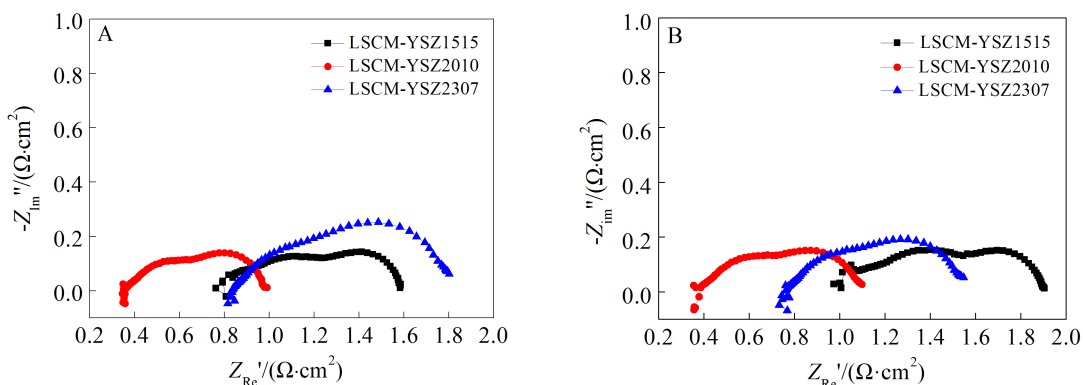 A
LSCM-YSZ1515
LSCM-YSZ2010
LSCM-YSZ2307
1.0
0.8
0.6
0.4
0.2
0.0
-Z_Im''/(Ω·cm²)
0.2 0.4 0.6 0.8 1.0 1.2 1.4 1.6 1.8 2.0
Z_Re'/(Ω·cm²)
B
LSCM-YSZ1515
LSCM-YSZ2010
LSCM-YSZ2307
1.0
0.8
0.6
0.4
0.2
0.0
-Z_im''/(Ω·cm²)
0.2 0.4 0.6 0.8 1.0 1.2 1.4 1.6 1.8 2.0
Z_Re'/(Ω·cm²)